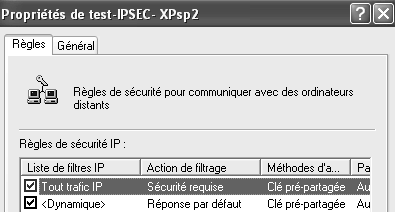 Propriétés de test-IPSEC- XPsp2
Règles Général
Règles de sécurité pour communiquer avec des ordinateurs
distants
Règles de sécurité IP :
Liste de filtres IP Action de filtrage Méthodes d'a... Pa
Tout trafic IP Sécurité requise Clé pré-partagée Au
<Dynamique> Réponse par défaut Clé pré-partagée Au